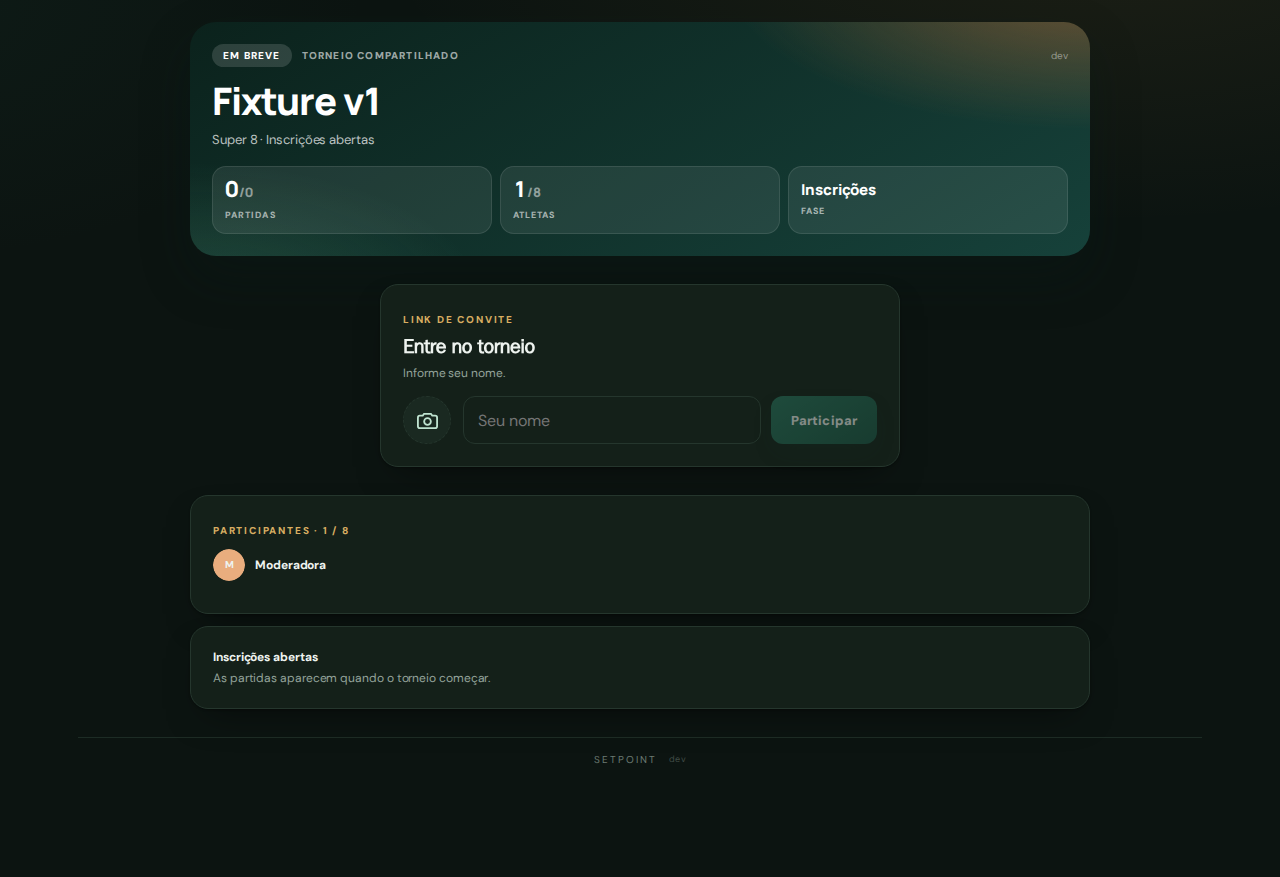 EM BREVE TORNEIO COMPARTILHADO dev
Fixture v1
Super 8 · Inscrições abertas
0/0
PARTIDAS
1/8
ATLETAS
Inscrições
FASE
LINK DE CONVITE
Entre no torneio
Informe seu nome.
Seu nome
Participar
PARTICIPANTES · 1 / 8
M Moderadora
Inscrições abertas
As partidas aparecem quando o torneio começar.
SETPOINT dev